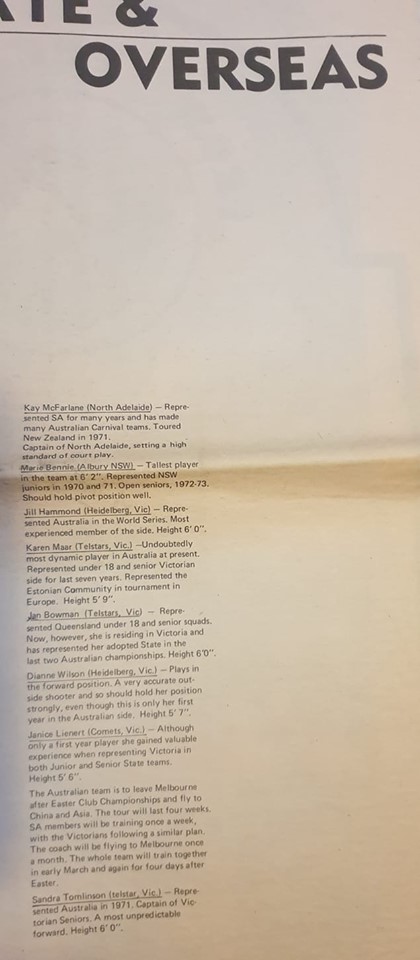 &
OVERSEAS
Kay McFarlane (North Adelaide) — Repre-
sented SA for many years and has made
many Australian Carnival teams. Toured
New Zealand in 1971.
Captain of North Adelaide, setting a high
standard of court play.
Marie Bennie (Albury NSW) — Tallest player
in the team at 6' 2". Represented NSW
juniors in 1970 and 71. Open seniors, 1972-73.
Should hold pivot position well.
Jill Hammond (Heidelberg, Vic) — Repre-
sented Australia in the World Series. Most
experienced member of the side. Height 6' 0".
Karen Maar (Telstars, Vic.) —Undoubtedly
most dynamic player in Australia at present.
Represented under 18 and senior Victorian
side for last seven years. Represented the
Estonian Community in tournament in
Europe. Height 5' 9".
Jan Bowman (Telstars, Vic) — Repre-
sented Queensland under 18 and senior squads.
Now, however, she is residing in Victoria and
has represented her adopted State in the
last two Australian championships. Height 6'0".
Dianne Wilson (Heidelberg, Vic.) — Plays in
the forward position. A very accurate out-
side shooter and so should hold her position
strongly, even though this is only her first
year in the Australian side. Height 5' 7".
Janice Lienert (Comets, Vic.) — Although
only a first year player she gained valuable
experience when representing Victoria in
both Junior and Senior State teams.
Height 5' 6".
The Australian team is to leave Melbourne
after Easter Club Championships and fly to
China and Asia. The tour will last four weeks.
SA members will be training once a week,
with the Victorians following a similar plan.
The coach will be flying to Melbourne once
a month. The whole team will train together
in early March and again for four days after
Easter.
Sandra Tomlinson (telstar, Vic.) — Repre-
sented Australia in 1971. Captain of Vic-
torian Seniors. A most unpredictable
forward. Height 6' 0".